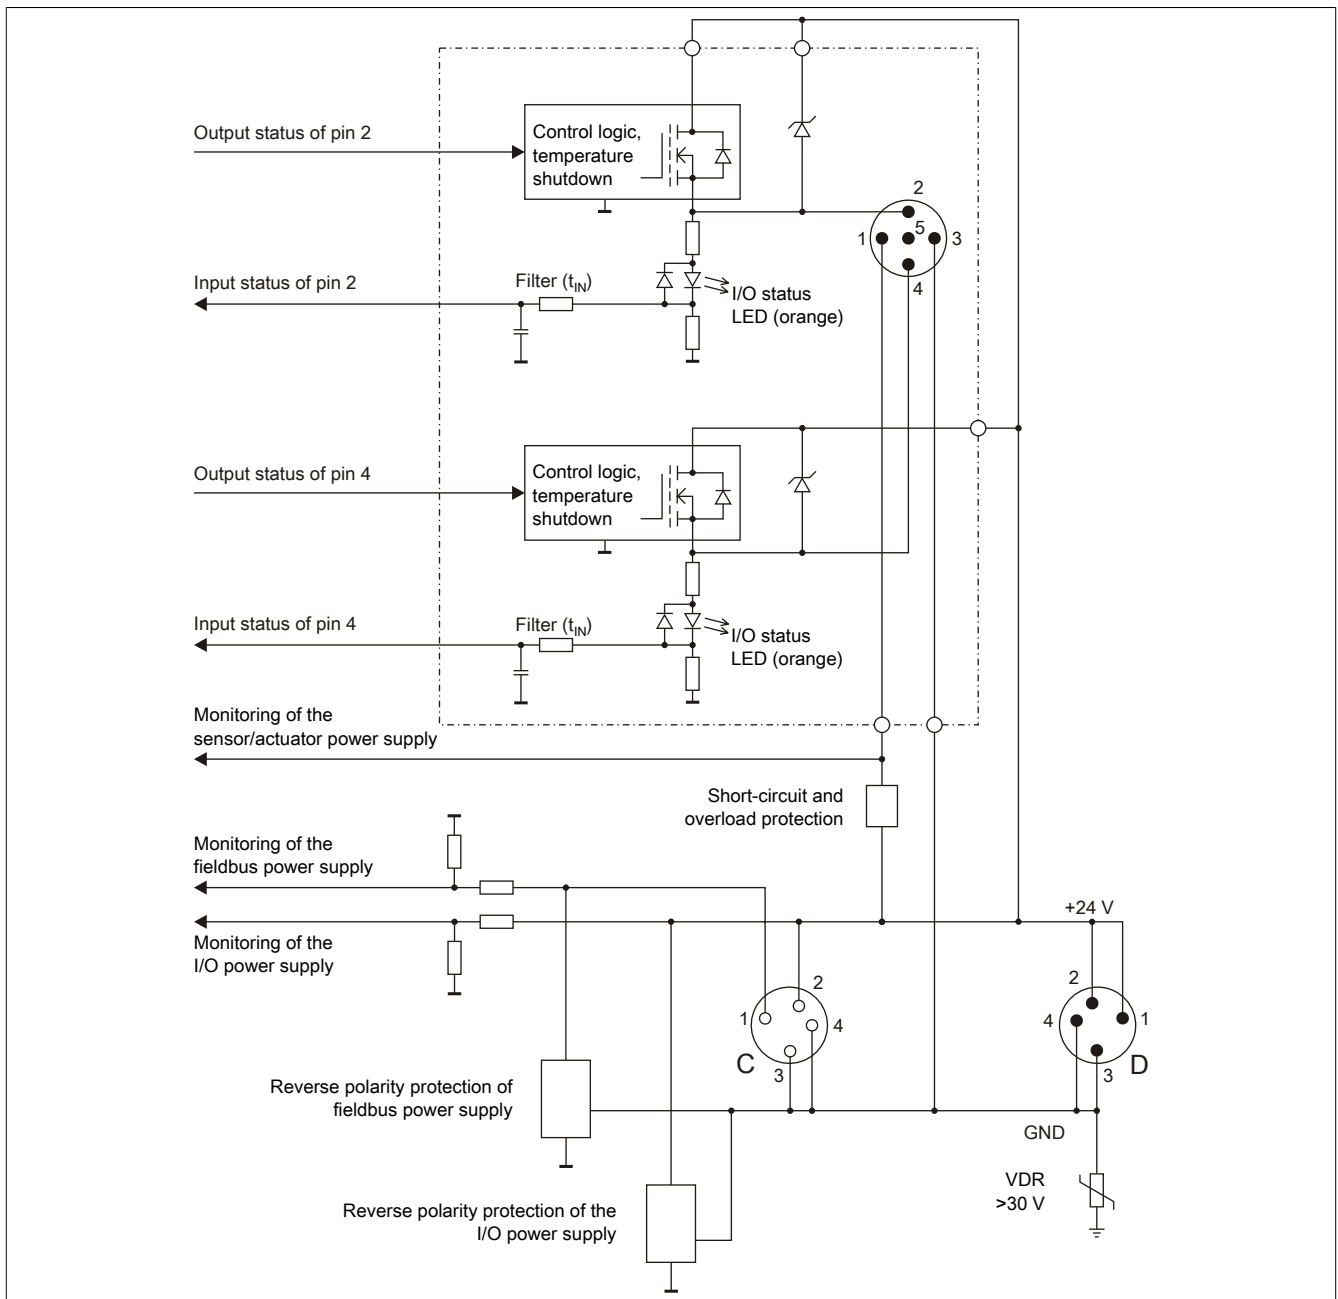 Output status of pin 2
Control logic,
temperature
shutdown
2
1
5
3
4
Input status of pin 2
Filter (tIN)
I/O status
LED (orange)
Output status of pin 4
Control logic,
temperature
shutdown
Input status of pin 4
Filter (tIN)
I/O status
LED (orange)
Monitoring of the
sensor/actuator power supply
Short-circuit and
overload protection
Monitoring of the
fieldbus power supply
+24 V
Monitoring of the
I/O power supply
2
1
4
C
3
2
4
1
D
3
Reverse polarity protection of
fieldbus power supply
GND
VDR
>30 V
Reverse polarity protection of the
I/O power supply